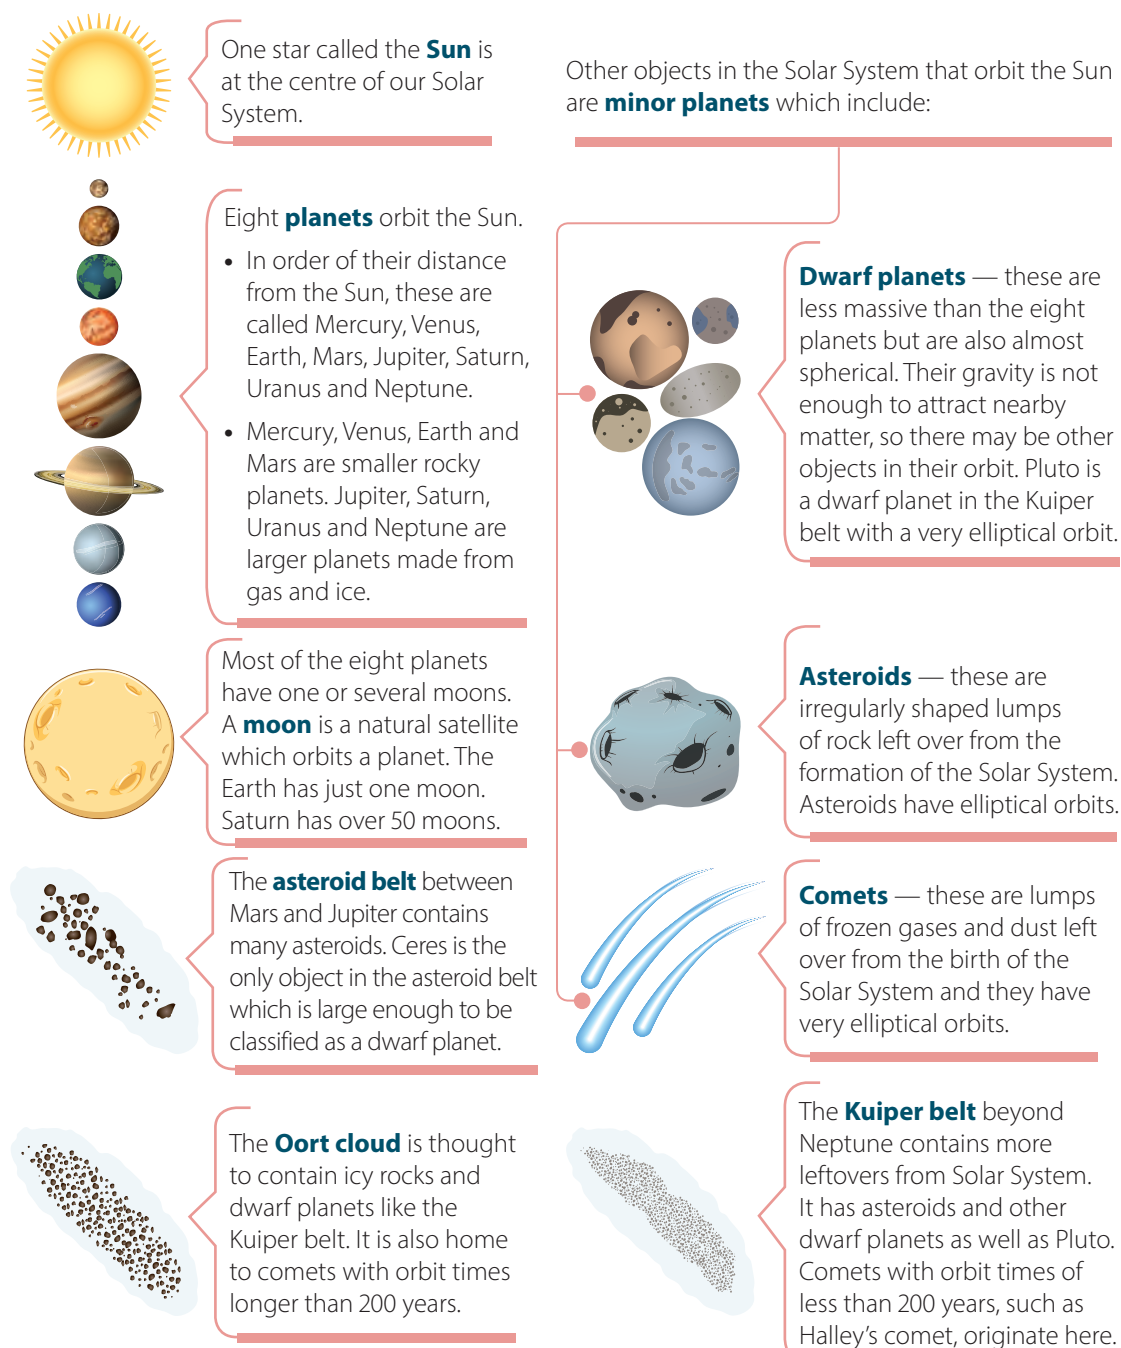 One star called the Sun is
at the centre of our Solar
System.
Eight planets orbit the Sun.
• In order of their distance
from the Sun, these are
called Mercury, Venus,
Earth, Mars, Jupiter, Saturn,
Uranus and Neptune.
• Mercury, Venus, Earth and
Mars are smaller rocky
planets. Jupiter, Saturn,
Uranus and Neptune are
larger planets made from
gas and ice.
Most of the eight planets
have one or several moons.
A moon is a natural satellite
which orbits a planet. The
Earth has just one moon.
Saturn has over 50 moons.
The asteroid belt between
Mars and Jupiter contains
many asteroids. Ceres is the
only object in the asteroid belt
which is large enough to be
classified as a dwarf planet.
The Oort cloud is thought
to contain icy rocks and
dwarf planets like the
Kuiper belt. It is also home
to comets with orbit times
longer than 200 years.
Other objects in the Solar System that orbit the Sun
are minor planets which include:
Dwarf planets — these are
less massive than the eight
planets but are also almost
spherical. Their gravity is not
enough to attract nearby
matter, so there may be other
objects in their orbit. Pluto is
a dwarf planet in the Kuiper
belt with a very elliptical orbit.
Asteroids — these are
irregularly shaped lumps
of rock left over from the
formation of the Solar System.
Asteroids have elliptical orbits.
Comets — these are lumps
of frozen gases and dust left
over from the birth of the
Solar System and they have
very elliptical orbits.
The Kuiper belt beyond
Neptune contains more
leftovers from Solar System.
It has asteroids and other
dwarf planets as well as Pluto.
Comets with orbit times of
less than 200 years, such as
Halley's comet, originate here.